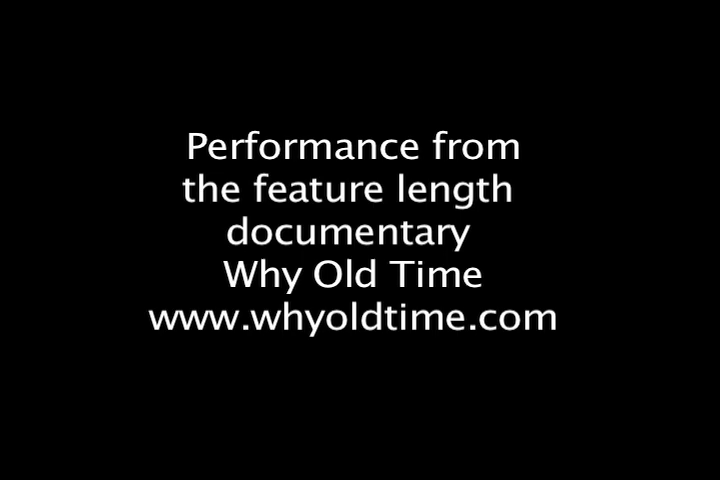 Performance from
the feature length
documentary
Why Old Time
www.whyoldtime.com